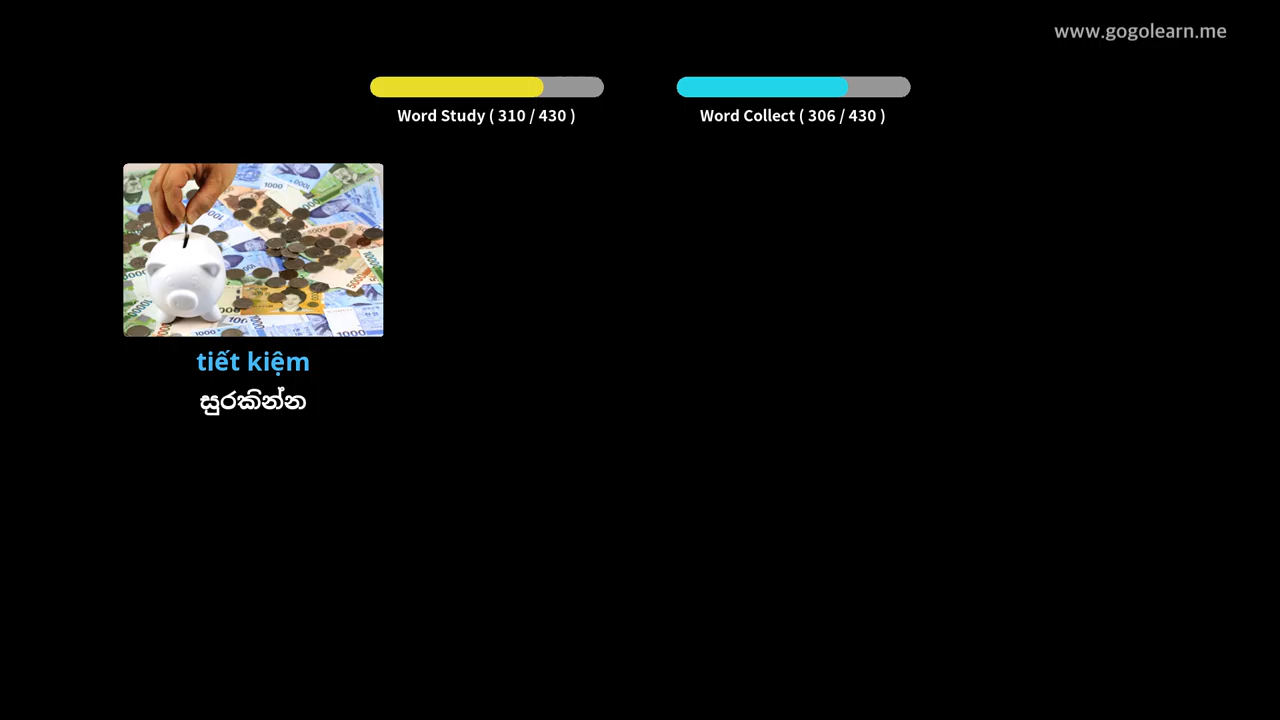 www.gogolearn.me
Word Study ( 310 / 430 )
Word Collect ( 306 / 430 )
tiết kiệm
සුරකින්න